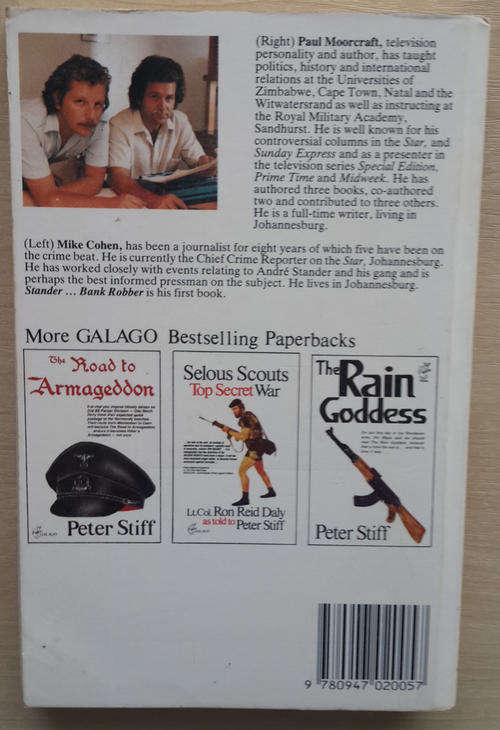 (Right) Paul Moorcraft, television
personality and author, has taught
politics, history and international
relations at the Universities of
Zimbabwe, Cape Town, Natal and the
Witwatersrand as well as instructing at
the Royal Military Academy,
Sandhurst. He is well known for his
controversial columns in the Star, and
Sunday Express and as a presenter in
the television series Special Edition,
Prime Time and Midweek. He has
authored three books, co-authored
two and contributed to three others.
He is a full-time writer, living in
Johannesburg.
(Left) Mike Cohen, has been a journalist for eight years of which five have been on
the crime beat. He is currently the Chief Crime Reporter on the Star, Johannesburg.
He has worked closely with events relating to André Stander and his gang and is
perhaps the best informed pressman on the subject. He lives in Johannesburg.
Stander ... Bank Robber is his first book.
More GALAGO Bestselling Paperbacks
The Road to
Armageddon
Peter Stiff
Selous Scouts
Top Secret War
Lt.Col. Ron Reid Daly
as told to Peter Stiff
The Rain
Goddess
Peter Stiff
9 780947 020057